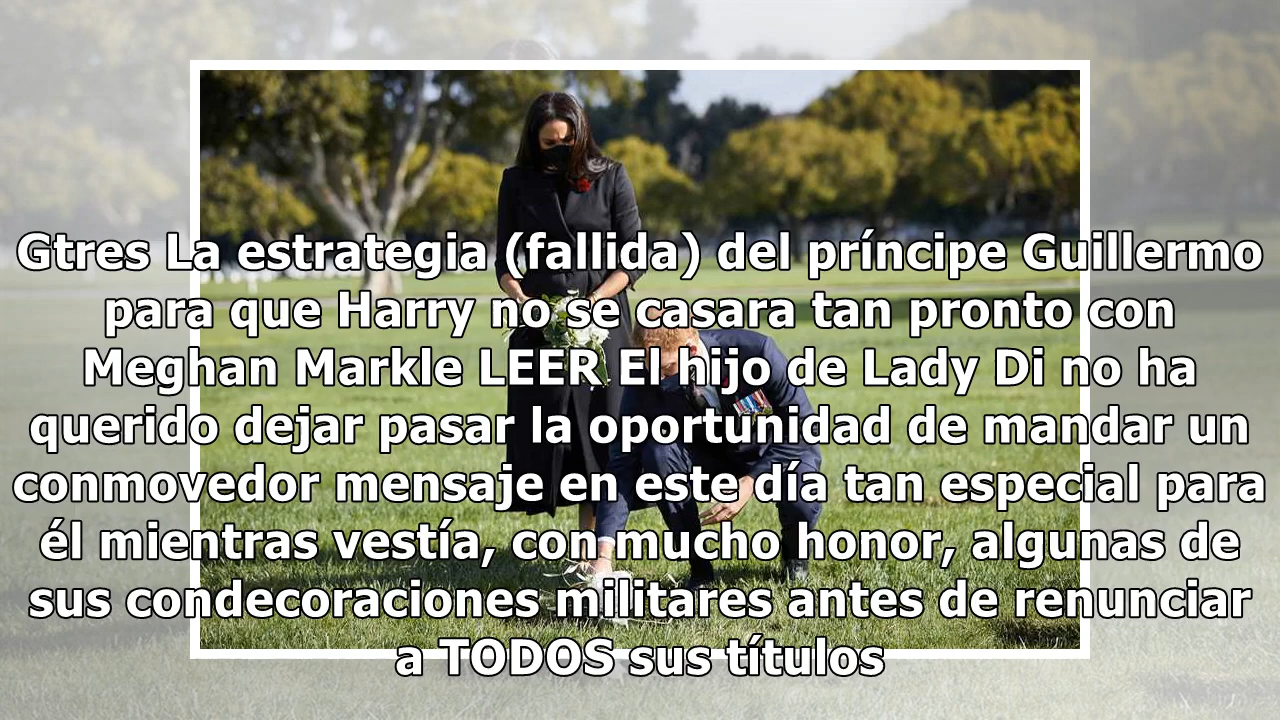 Gtres La estrategia (fallida) del príncipe Guillermo
para que Harry no se casara tan pronto con
Meghan Markle LEER El hijo de Lady Di no ha
querido dejar pasar la oportunidad de mandar un
conmovedor mensaje en este día tan especial para
él mientras vestía, con mucho honor, algunas de
sus condecoraciones militares antes de renunciar
a TODOS sus títulos